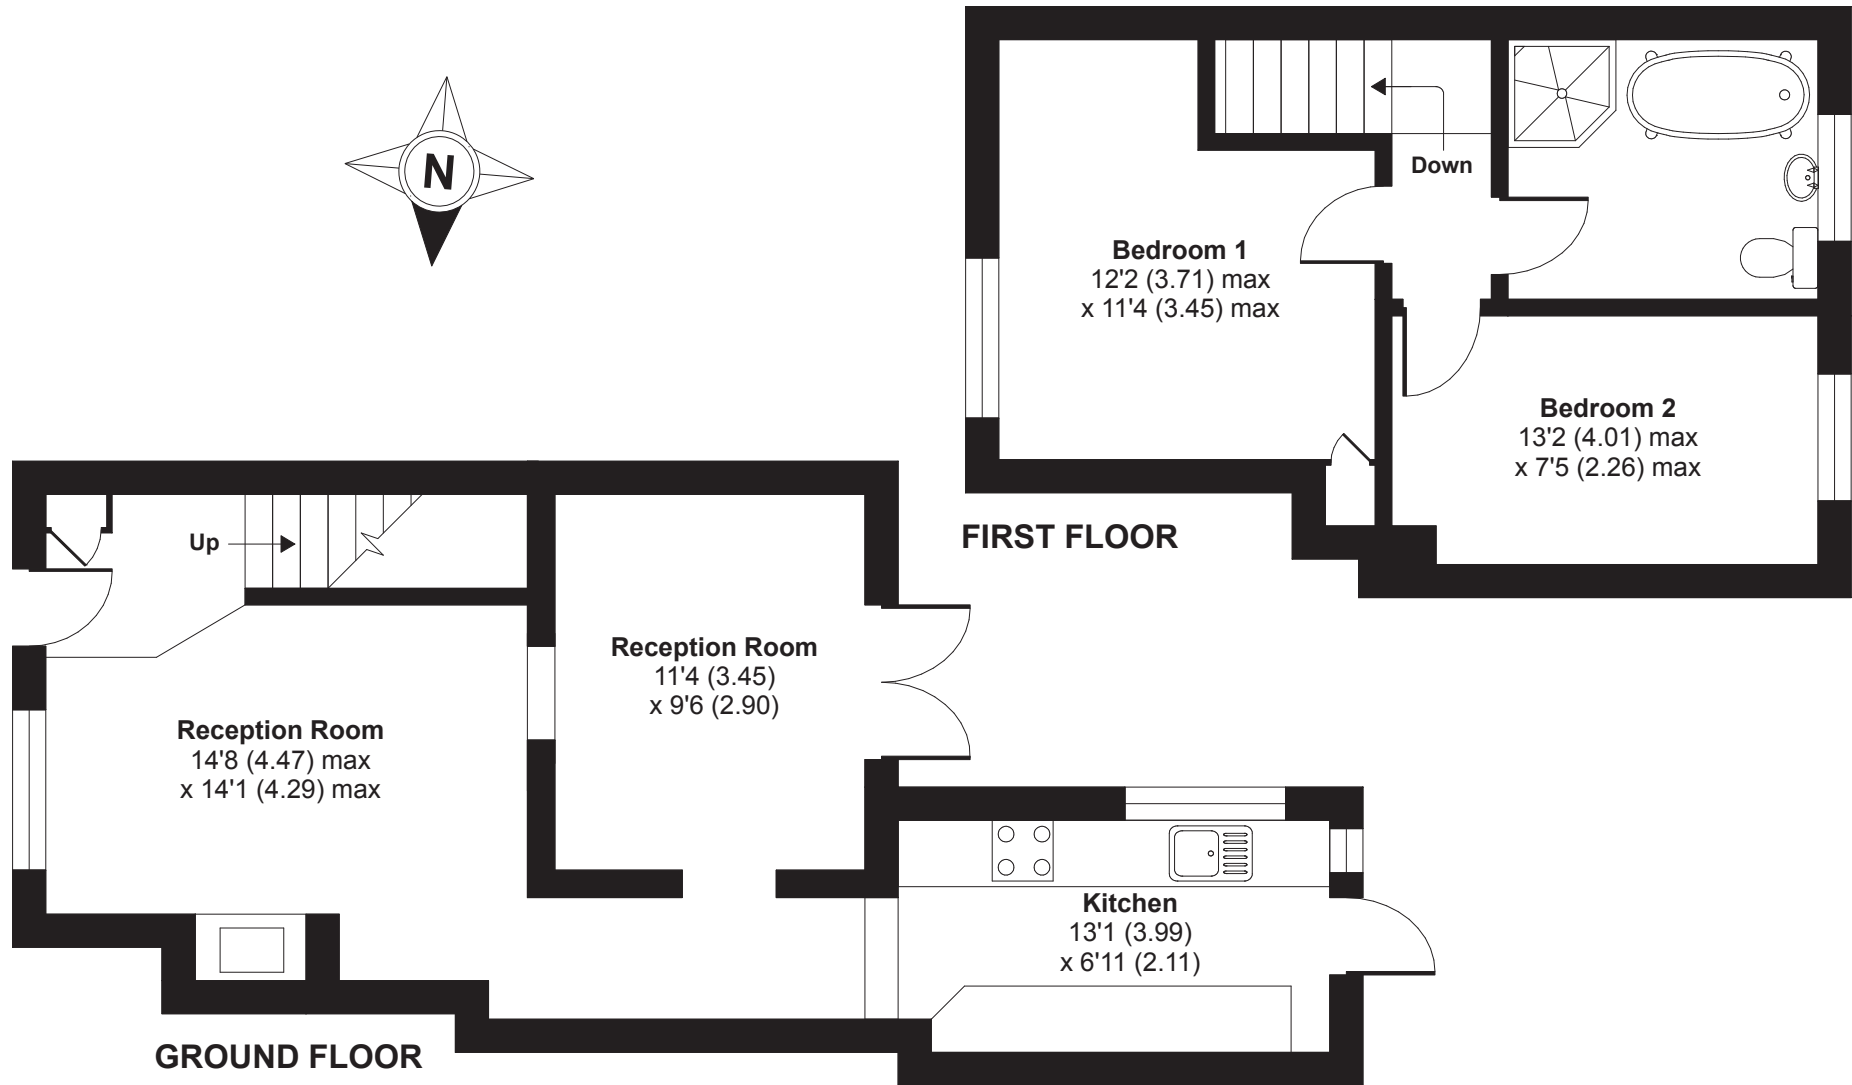 N
Down
Bedroom 1
12'2 (3.71) max
x 11'4 (3.45) max
Bedroom 2
13'2 (4.01) max
x 7'5 (2.26) max
FIRST FLOOR
Up
Reception Room
11'4 (3.45)
x 9'6 (2.90)
Reception Room
14'8 (4.47) max
x 14'1 (4.29) max
Kitchen
13'1 (3.99)
x 6'11 (2.11)
GROUND FLOOR